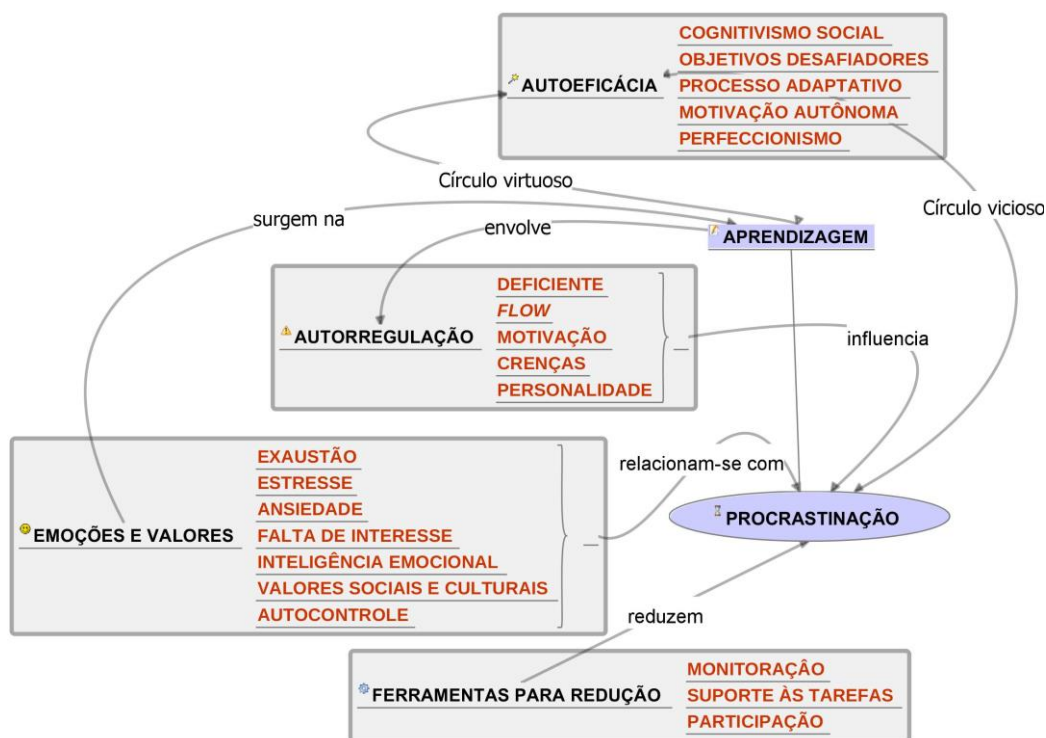 COGNITIVISMO SOCIAL
OBJETIVOS DESAFIADORES
AUTOEFICÁCIA
PROCESSO ADAPTATIVO
MOTIVAÇÃO AUTÔNOMA
PERFECCIONISMO
Círculo virtuoso
Círculo vicioso
surgem na
envolve
APRENDIZAGEM
DEFICIENTE
FLOW
AUTORREGULAÇÃO
MOTIVAÇÃO
CRENÇAS
PERSONALIDADE
influencia
EXAUSTÃO
ESTRESSE
ANSIEDADE
EMOÇÕES E VALORES
FALTA DE INTERESSE
INTELIGÊNCIA EMOCIONAL
VALORES SOCIAIS E CULTURAIS
AUTOCONTROLE
relacionam-se com
PROCRASTINAÇÃO
reduzem
MONITORAÇÂO
FERRAMENTAS PARA REDUÇÃO
SUPORTE ÀS TAREFAS
PARTICIPAÇÃO